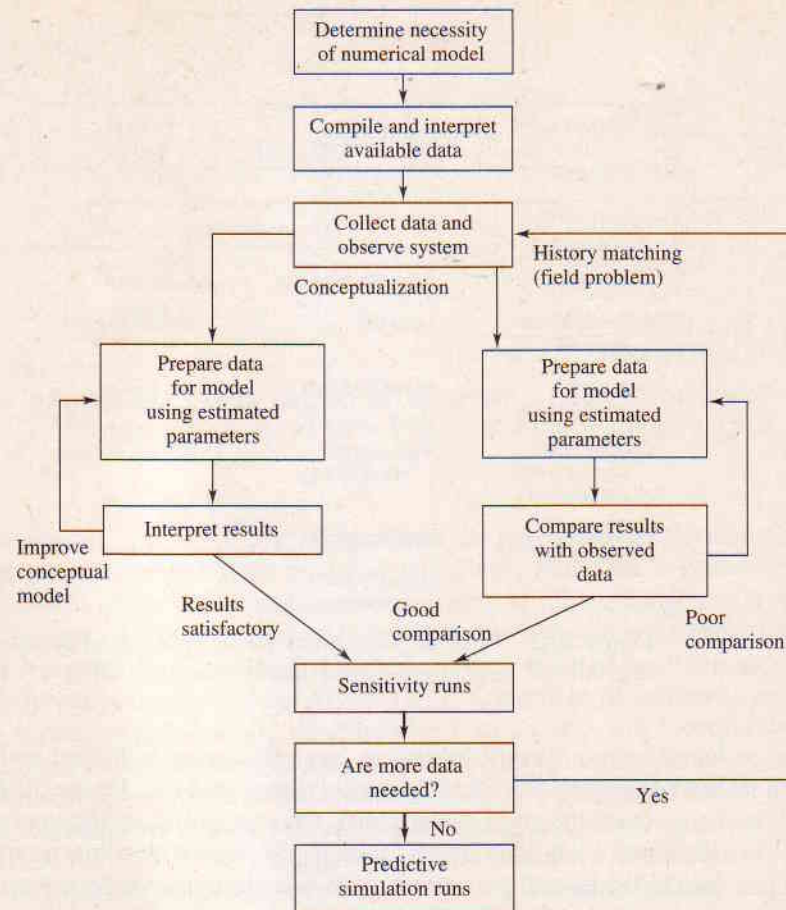 Determine necessity
of numerical model
Compile and interpret
available data
Collect data and
observe system
History matching
(field problem)
Conceptualization
Prepare data
for model
using estimated
parameters
Prepare data
for model
using estimated
parameters
Interpret results
Compare results
with observed
data
Improve
conceptual
model
Results
satisfactory
Good
comparison
Poor
comparison
Sensitivity runs
Are more data
needed?
Yes
No
Predictive
simulation runs